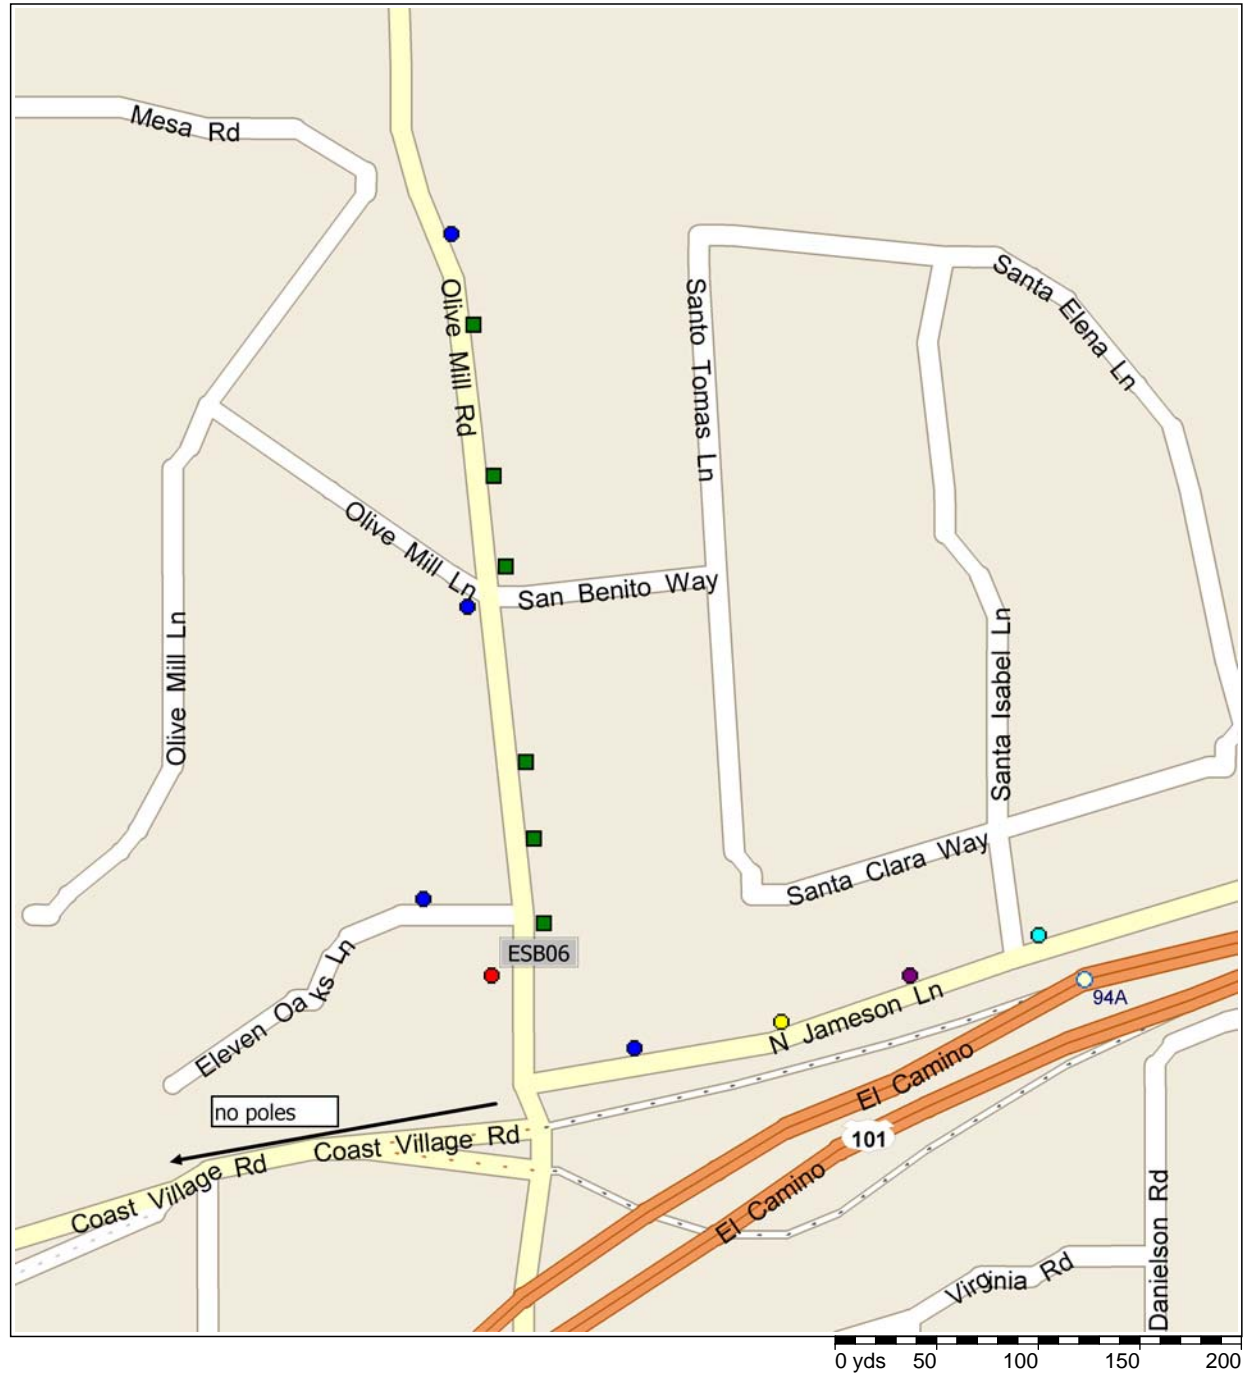 Mesa Rd
Olive Mill Rd
Santo Tomas Ln
Santa Elena Ln
Olive Mill Ln
San Benito Way
Olive Mill Ln
Santa Isabel Ln
Santa Clara Way
ESB06
Eleven Oaks Ln
N Jameson Ln
94A
El Camino
no poles
101
Coast Village Rd
Coast Village Rd
El Camino
Virginia Rd
Danielson Rd
0 yds 50 100 150 200